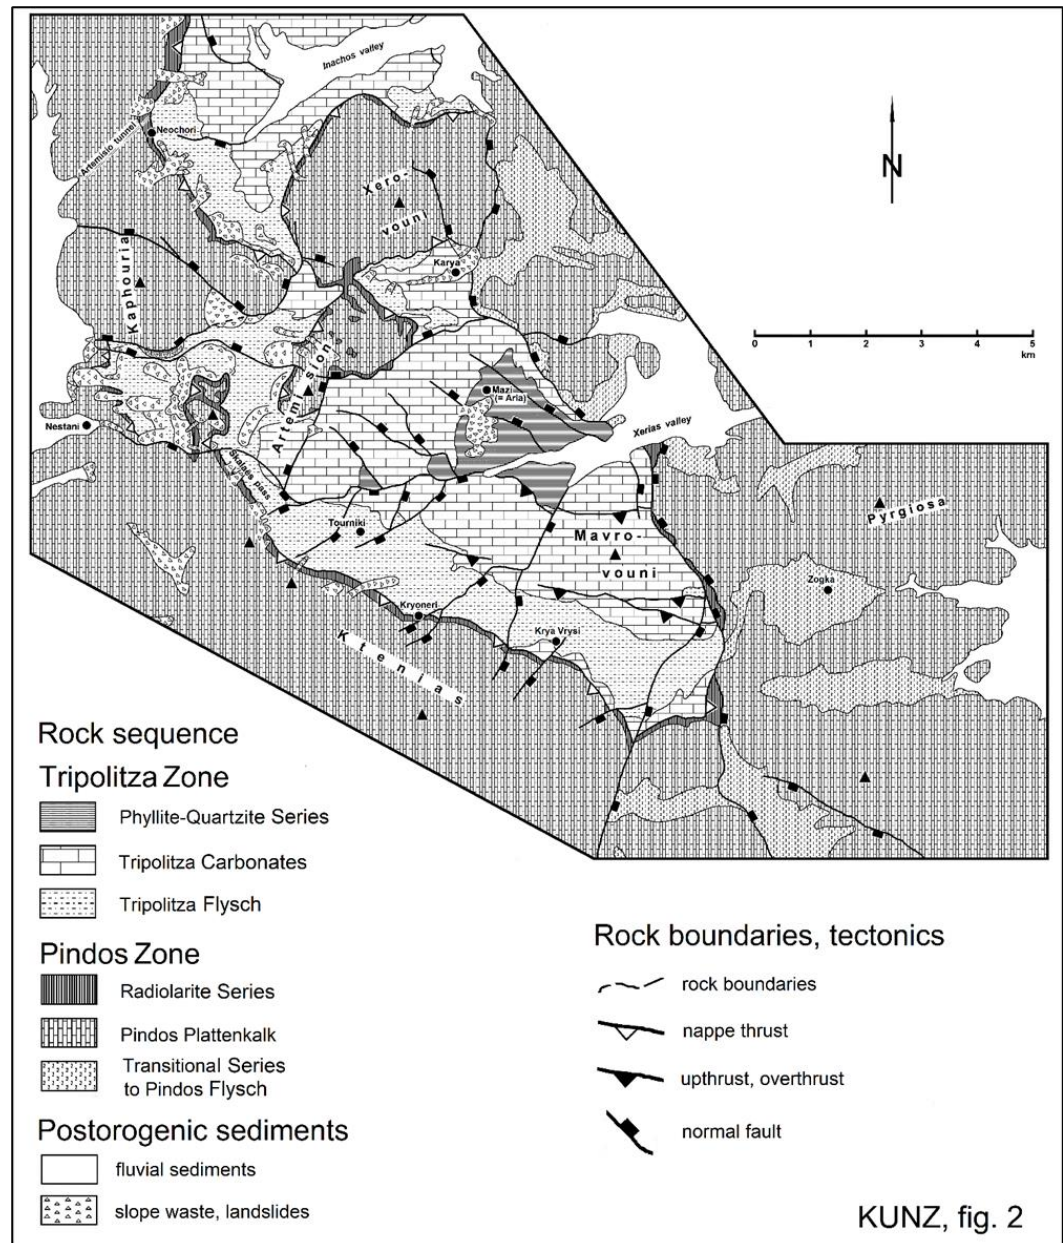 Inachos valley
Neochori
Artemisio tunnel
Xero-
vouni
Karya
Kaphouria
N
0 1 2 3 4 5
km
Artemision
Mazi
(= Aria)
Nestani
Xerias valley
Skahtes pass
Pyrgiosa
Tourniki
Mavro-
vouni
Zogka
Kryoneri
Krya Vrysi
Ktenias
Rock sequence
Tripolitza Zone
Phyllite-Quartzite Series
Tripolitza Carbonates
Tripolitza Flysch
Pindos Zone
Radiolarite Series
Pindos Plattenkalk
Transitional Series
to Pindos Flysch
Postorogenic sediments
fluvial sediments
slope waste, landslides
Rock boundaries, tectonics
rock boundaries
nappe thrust
upthrust, overthrust
normal fault
KUNZ, fig. 2